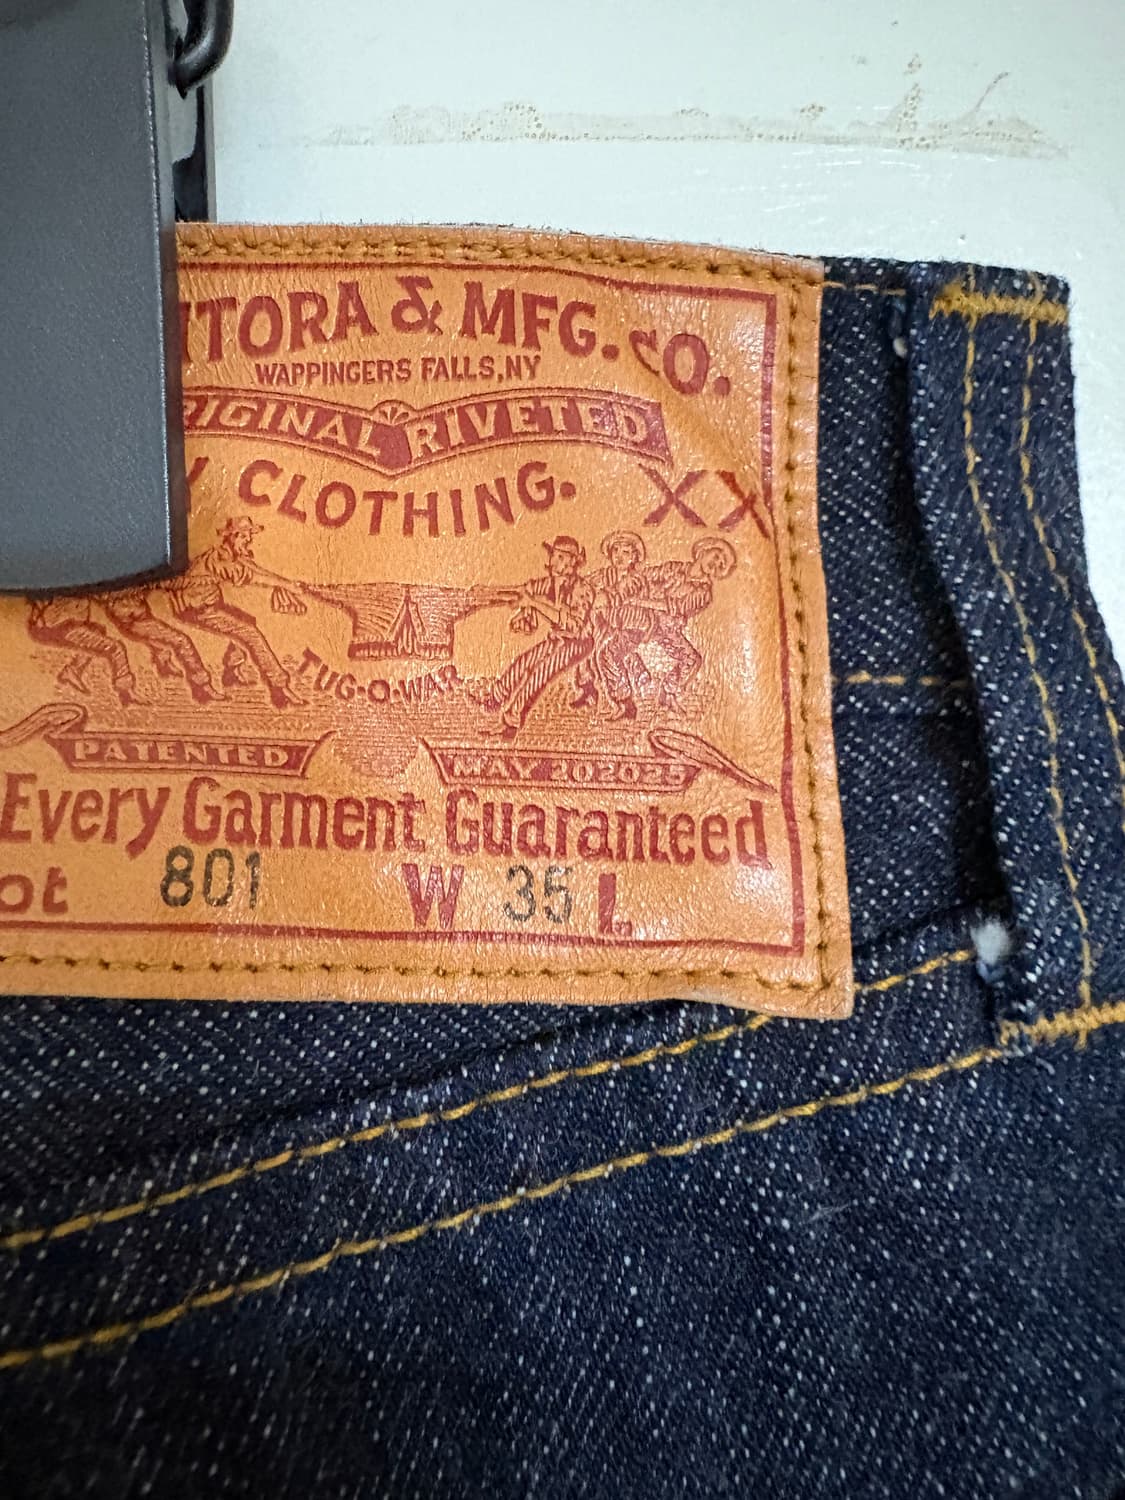 TORA & MFG. CO.
WAPPINGERS FALLS, NY
RIGINAL RIVETED
Y CLOTHING. XX
TUG-O-WAR
PATENTED MAY 202025
Every Garment Guaranteed
ot 801 W 35 L